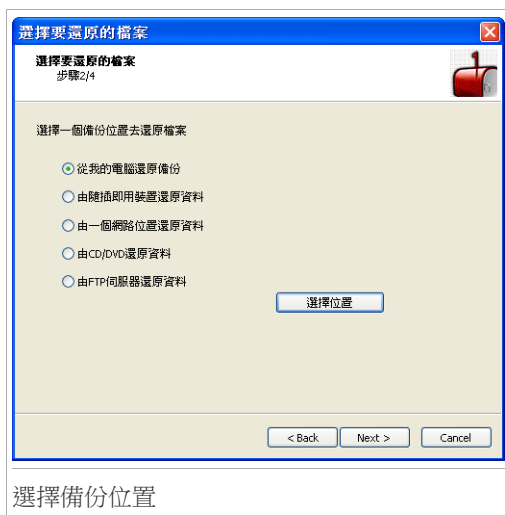 選擇要還原的檔案
選擇要還原的檔案
步驟2/4
選擇一個備份位置去還原檔案
從我的電腦還原備份
由隨插即用裝置還原資料
由一個網路位置還原資料
由CD/DVD還原資料
由FTP伺服器還原資料
選擇位置
< Back
Next >
Cancel
選擇備份位置